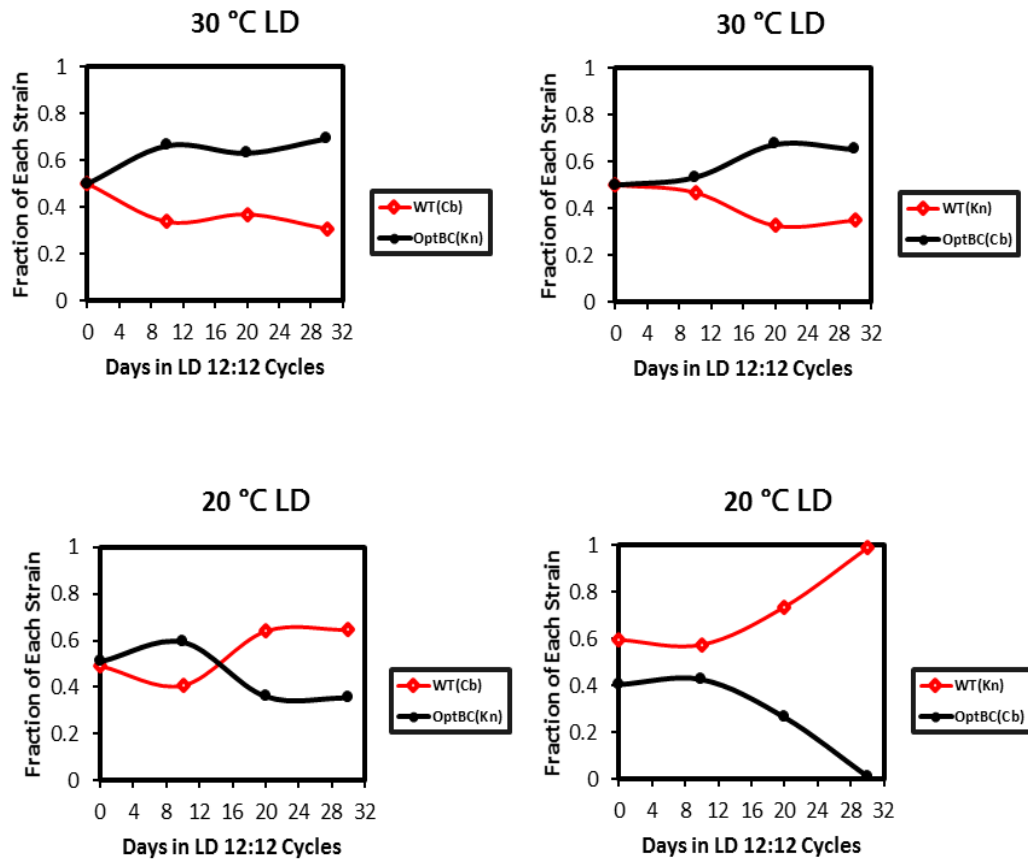 30 °C LD
Fraction of Each Strain
1
0.8
0.6
0.4
0.2
0
0 4 8 12 16 20 24 28 32
Days in LD 12:12 Cycles
WT(Cb)
OptBC(Kn)
30 °C LD
Fraction of Each Strain
1
0.8
0.6
0.4
0.2
0
0 4 8 12 16 20 24 28 32
Days in LD 12:12 Cycles
WT(Kn)
OptBC(Cb)
20 °C LD
Fraction of Each Strain
1
0.8
0.6
0.4
0.2
0
0 4 8 12 16 20 24 28 32
Days in LD 12:12 Cycles
WT(Cb)
OptBC(Kn)
20 °C LD
Fraction of Each Strain
1
0.8
0.6
0.4
0.2
0
0 4 8 12 16 20 24 28 32
Days in LD 12:12 Cycles
WT(Kn)
OptBC(Cb)